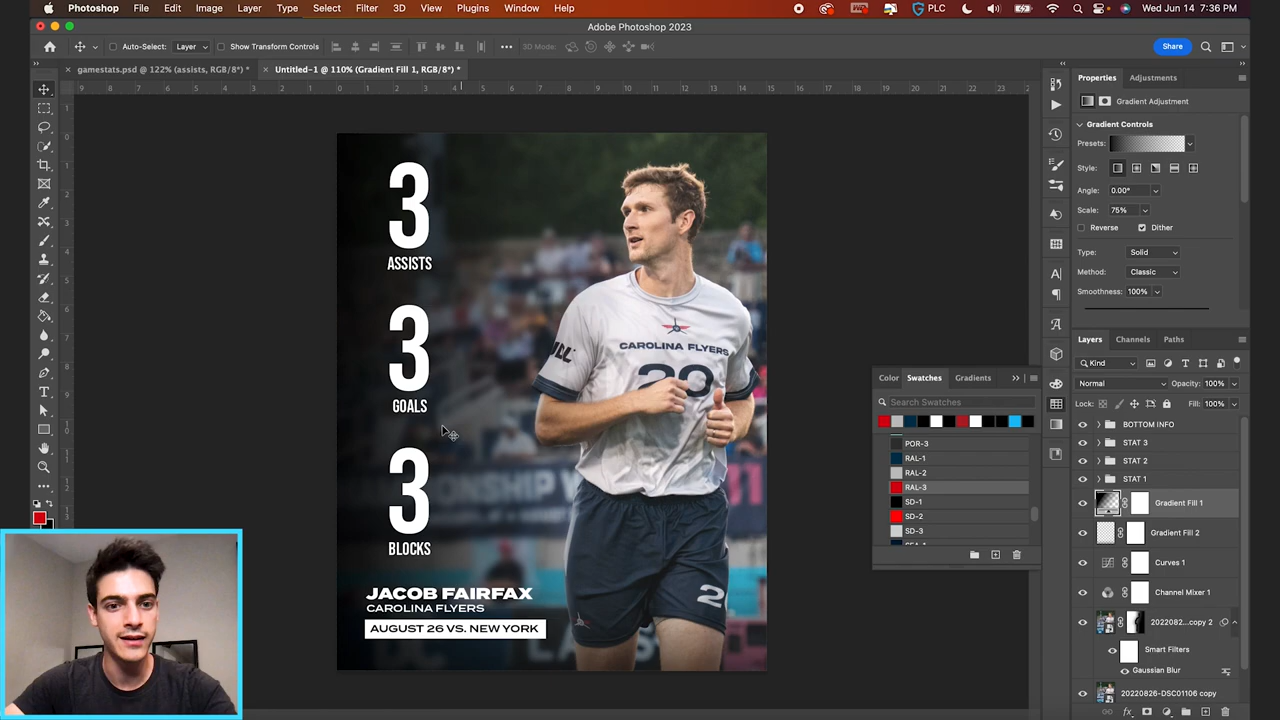 Photoshop File Edit Image Layer Type Select Filter 3D View Plugins Window Help
PLC Wed Jun 14 7:36 PM
Adobe Photoshop 2023
Auto-Select: Layer Show Transform Controls 3D Mode: Share
gamestats.psd @ 122% (assists, RGB/8*) *
Untitled-1 @ 110% (Gradient Fill 1, RGB/8*) *
Properties Adjustments
Gradient Adjustment
Gradient Controls
Presets:
Style:
Angle: 0.00°
Scale: 75%
Reverse Dither
Type: Solid
Method: Classic
Smoothness: 100%
Layers Channels Paths
Kind
Normal Opacity: 100%
Lock: Fill: 100%
BOTTOM INFO
STAT 3
STAT 2
STAT 1
Gradient Fill 1
Gradient Fill 2
Curves 1
Channel Mixer 1
2022082...copy 2
Smart Filters
Gaussian Blur
20220826-DSC01106 copy
Color Swatches Gradients
Search Swatches
POR-3
RAL-1
RAL-2
RAL-3
SD-1
SD-2
SD-3
3
ASSISTS
3
GOALS
3
BLOCKS
JACOB FAIRFAX
CAROLINA FLYERS
AUGUST 26 VS. NEW YORK
CAROLINA FLYERS
20
2